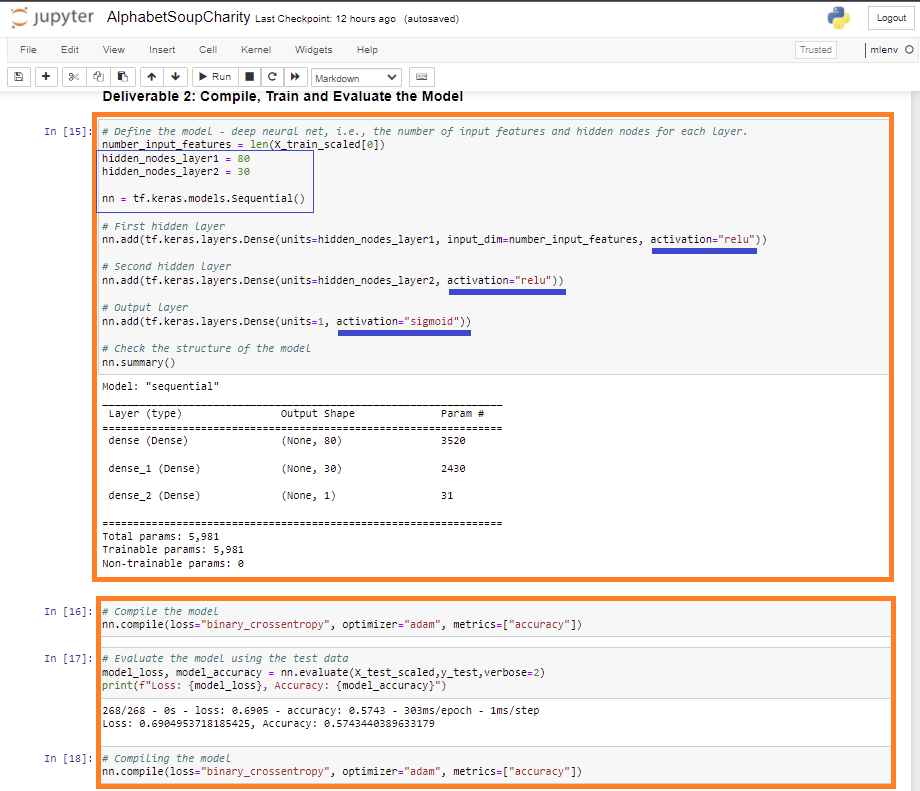 jupyter AlphabetSoupCharity Last Checkpoint: 12 hours ago (autosaved) Logout
File Edit View Insert Cell Kernel Widgets Help Trusted mlenv
Run Markdown
Deliverable 2: Compile, Train and Evaluate the Model
In [15]: # Define the model - deep neural net, i.e., the number of input features and hidden nodes for each layer.
number_input_features = len(X_train_scaled[0])
hidden_nodes_layer1 = 80
hidden_nodes_layer2 = 30
nn = tf.keras.models.Sequential()
# First hidden layer
nn.add(tf.keras.layers.Dense(units=hidden_nodes_layer1, input_dim=number_input_features, activation="relu"))
# Second hidden layer
nn.add(tf.keras.layers.Dense(units=hidden_nodes_layer2, activation="relu"))
# Output layer
nn.add(tf.keras.layers.Dense(units=1, activation="sigmoid"))
# Check the structure of the model
nn.summary()
Model: "sequential"
_________________________________________________________________
Layer (type) Output Shape Param #
=================================================================
dense (Dense) (None, 80) 3520
dense_1 (Dense) (None, 30) 2430
dense_2 (Dense) (None, 1) 31
=================================================================
Total params: 5,981
Trainable params: 5,981
Non-trainable params: 0
In [16]: # Compile the model
nn.compile(loss="binary_crossentropy", optimizer="adam", metrics=["accuracy"])
In [17]: # Evaluate the model using the test data
model_loss, model_accuracy = nn.evaluate(X_test_scaled,y_test,verbose=2)
print(f"Loss: {model_loss}, Accuracy: {model_accuracy}")
268/268 - 0s - loss: 0.6905 - accuracy: 0.5743 - 303ms/epoch - 1ms/step
Loss: 0.6904953718185425, Accuracy: 0.5743440389633179
In [18]: # Compiling the model
nn.compile(loss="binary_crossentropy", optimizer="adam", metrics=["accuracy"])